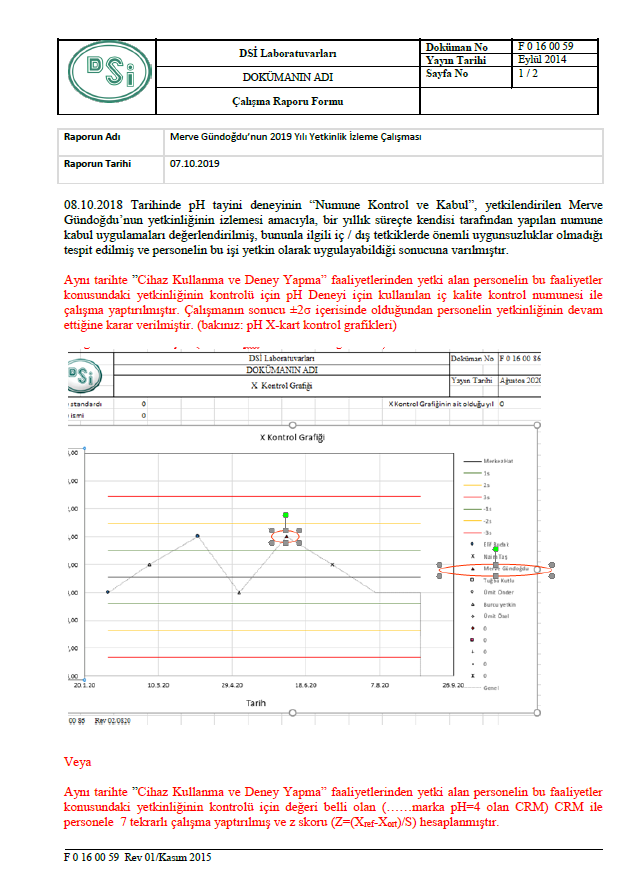 DSİ
DSİ Laboratuvarları
Doküman No
F 0 16 00 59
Yayın Tarihi
Eylül 2014
DOKÜMANIN ADI
Sayfa No
1 / 2
Çalışma Raporu Formu
Raporun Adı
Merve Gündoğdu’nun 2019 Yılı Yetkinlik İzleme Çalışması
Raporun Tarihi
07.10.2019
08.10.2018 Tarihinde pH tayini deneyinin “Numune Kontrol ve Kabul”, yetkilendirilen Merve
Gündoğdu’nun yetkinliğinin izlemesi amacıyla, bir yıllık süreçte kendisi tarafından yapılan numune
kabul uygulamaları değerlendirilmiş, bununla ilgili iç / dış tetkiklerde önemli uygunsuzluklar olmadığı
tespit edilmiş ve personelin bu işi yetkin olarak uygulayabildiği sonucuna varılmıştır.
Aynı tarihte ”Cihaz Kullanma ve Deney Yapma” faaliyetlerinden yetki alan personelin bu faaliyetler
konusundaki yetkinliğinin kontrolü için pH Deneyi için kullanılan iç kalite kontrol numunesi ile
çalışma yaptırılmıştır. Çalışmanın sonucu ±2σ içerisinde olduğundan personelin yetkinliğinin devam
ettiğine karar verilmiştir. (bakınız: pH X-kart kontrol grafikleri)
DSİ Laboratuvarları
Doküman No
F 0 16 00 86
DOKÜMANIN ADI
X Kontrol Grafiği
Yayın Tarihi
Ağustos 2020
standardı
0
X Kontrol Grafiğinin ait olduğu yıl
0
ismi
0
X Kontrol Grafiği
,00
,00
,00
,00
,00
,00
,00
,00
,00
20.1.20
10.3.20
29.4.20
18.6.20
7.8.20
26.9.20
Tarih
Merkez Hat
1s
2s
3s
-1s
-2s
-3s
Merve Gündoğdu
Tuğba Kutlu
Ümit Önder
Burcu yetkin
Ümit Özel
0
0
0
0
0
Genel
00 86 Rev 02/0820
Veya
Aynı tarihte ”Cihaz Kullanma ve Deney Yapma” faaliyetlerinden yetki alan personelin bu faaliyetler
konusundaki yetkinliğinin kontrolü için değeri belli olan (……marka pH=4 olan CRM) CRM ile
personele 7 tekrarlı çalışma yaptırılmış ve z skoru (Z=(Xref-Xort)/S) hesaplanmıştır.
F 0 16 00 59 Rev 01/Kasım 2015